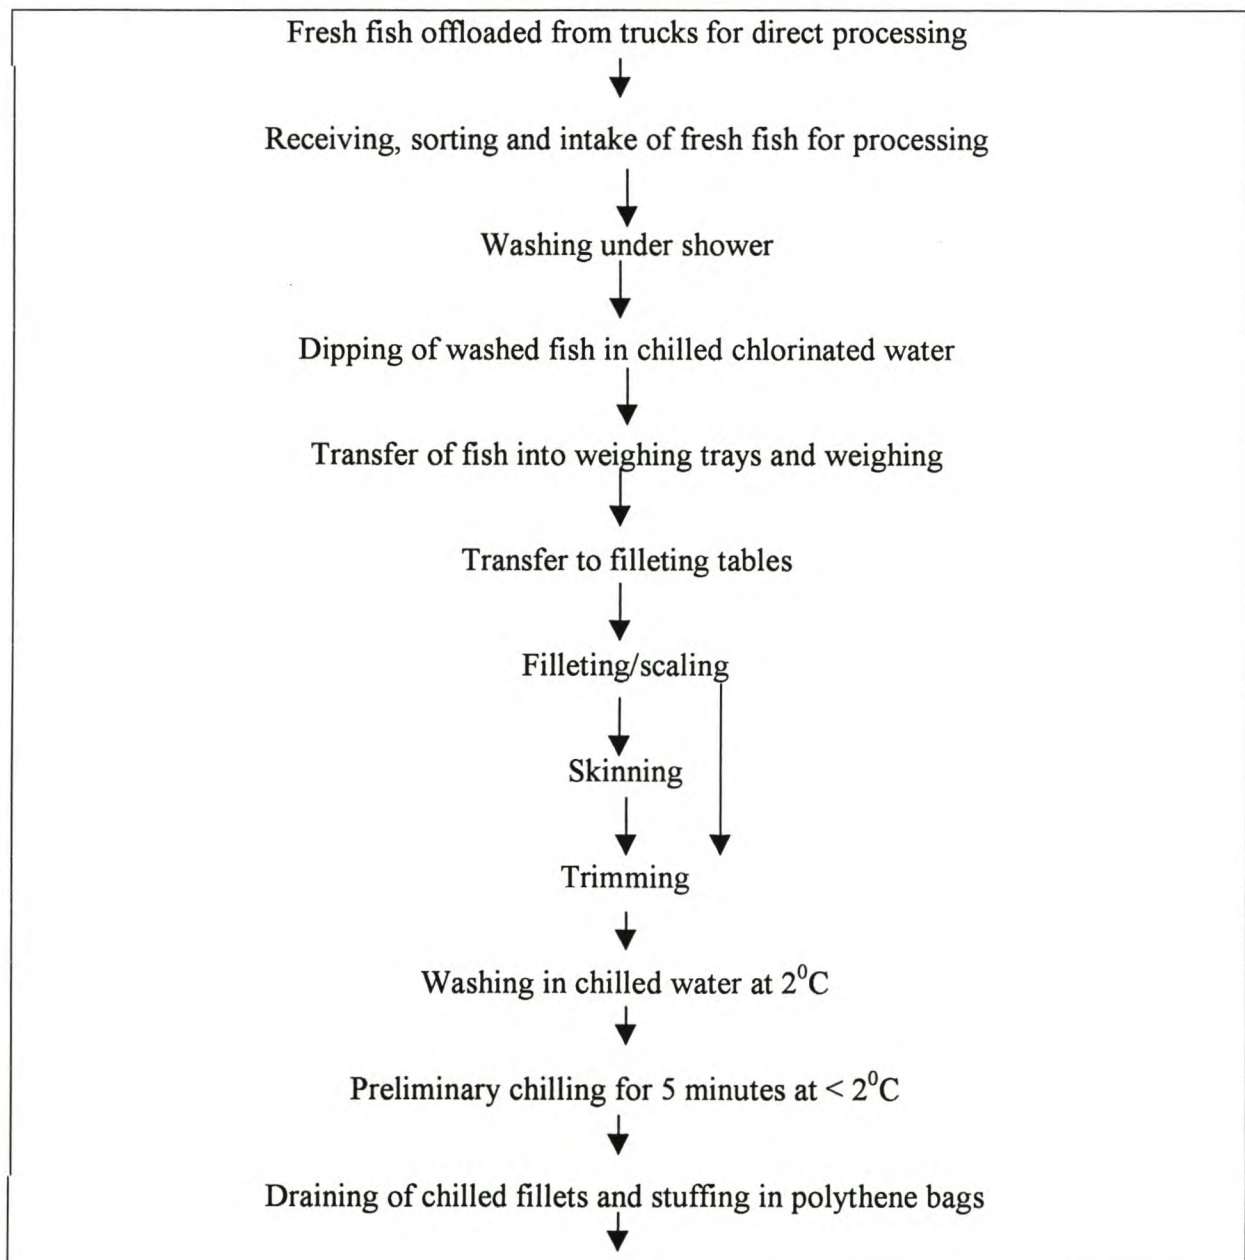 Fresh fish offloaded from trucks for direct processing
Receiving, sorting and intake of fresh fish for processing
Washing under shower
Dipping of washed fish in chilled chlorinated water
Transfer of fish into weighing trays and weighing
Transfer to filleting tables
Filleting/scaling
Skinning
Trimming
Washing in chilled water at 2⁰C
Preliminary chilling for 5 minutes at < 2⁰C
Draining of chilled fillets and stuffing in polythene bags